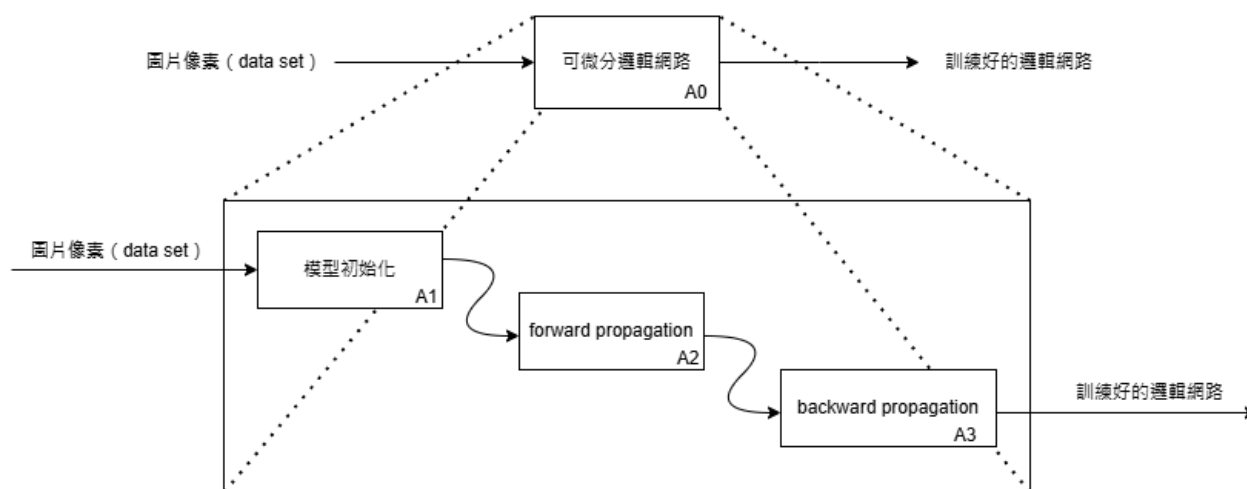 圖片像素（data set）
可微分邏輯網路
A0
訓練好的邏輯網路
圖片像素（data set）
模型初始化
A1
forward propagation
A2
backward propagation
A3
訓練好的邏輯網路